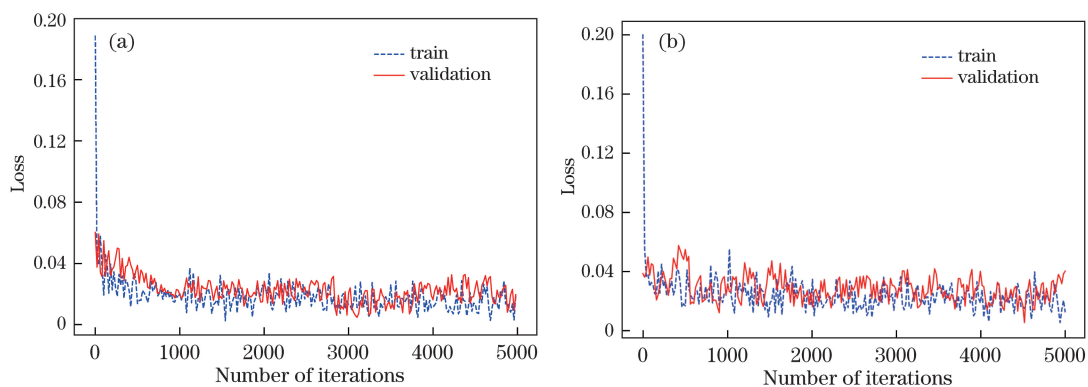 (a)
train
validation
Loss
0.20
0.16
0.12
0.08
0.04
0
0 1000 2000 3000 4000 5000
Number of iterctions
(b)
train
validation
Loss
0.20
0.16
0.12
0.08
0.04
0
0 1000 2000 3000 4000 5000
Number of iterctions